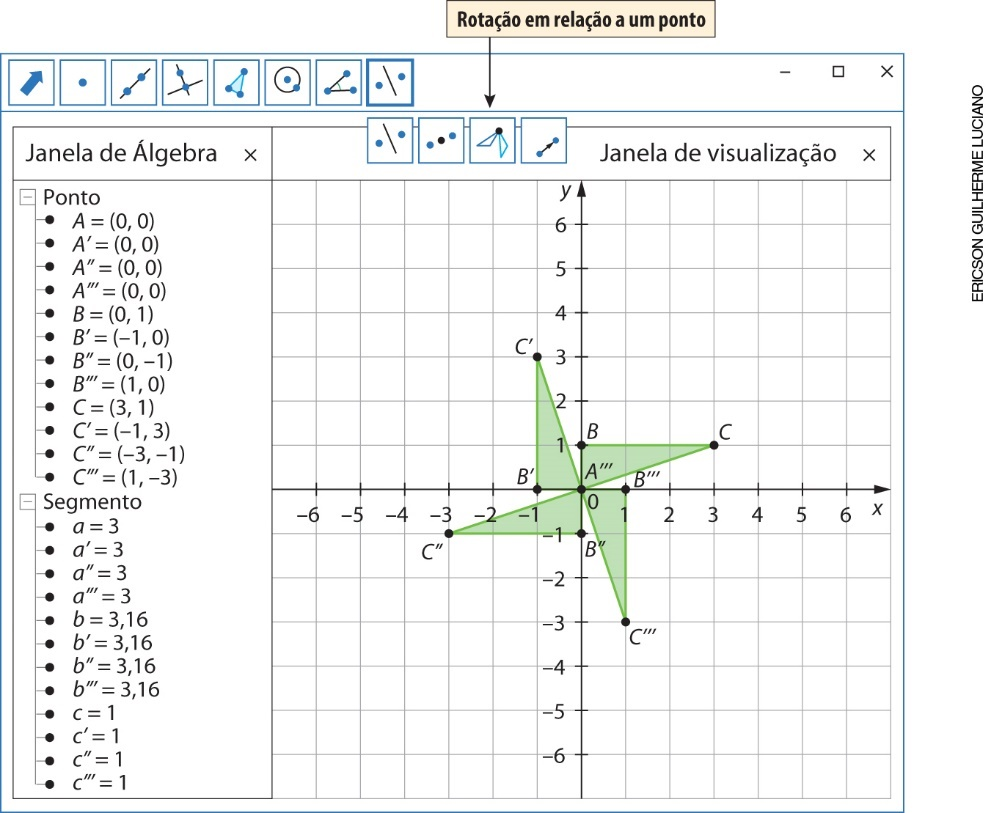 Rotação em relação a um ponto
Janela de Álgebra ×
Janela de visualização ×
Ponto
A = (0, 0)
A′ = (0, 0)
A″ = (0, 0)
A‴ = (0, 0)
B = (0, 1)
B′ = (–1, 0)
B″ = (0, –1)
B‴ = (1, 0)
C = (3, 1)
C′ = (–1, 3)
C″ = (–3, –1)
C‴ = (1, –3)
Segmento
a = 3
a′ = 3
a″ = 3
a‴ = 3
b = 3,16
b′ = 3,16
b″ = 3,16
b‴ = 3,16
c = 1
c′ = 1
c″ = 1
c‴ = 1
y
6
5
4
C′ 3
2
1 B C
B′ A‴ B‴
–6 –5 –4 –3 –2 –1 0 1 2 3 4 5 6 x
–1
C″ B″
–2
–3
C‴
–4
–5
–6
ERICSON GUILHERME LUCIANO